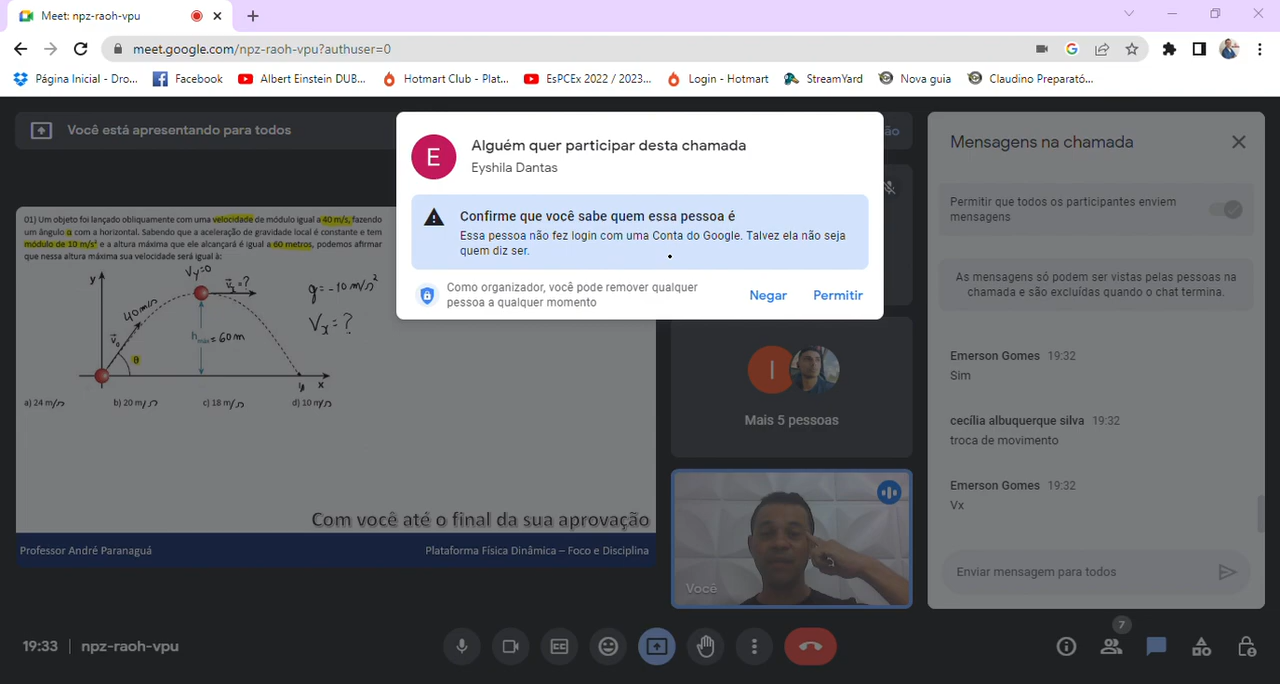 Meet: npz-raoh-vpu
meet.google.com/npz-raoh-vpu?authuser=0
Página Inicial - Dro...
Facebook
Albert Einstein DUB...
Hotmart Club - Plat...
EsPCEx 2022 / 2023...
Login - Hotmart
StreamYard
Nova guia
Claudino Preparató...
Você está apresentando para todos
ão
E
Alguém quer participar desta chamada
Eyshila Dantas
Confirme que você sabe quem essa pessoa é
Essa pessoa não fez login com uma Conta do Google. Talvez ela não seja
quem diz ser.
Como organizador, você pode remover qualquer
pessoa a qualquer momento
Negar
Permitir
01) Um objeto foi lançado obliquamente com uma velocidade de módulo igual a 40 m/s, fazendo
um ângulo α com a horizontal. Sabendo que a aceleração de gravidade local é constante e tem
módulo de 10 m/s² e a altura máxima que ele alcançará é igual a 60 metros, podemos afirmar
que nessa altura máxima sua velocidade será igual à:
y
Vy=0
V⃗x=?
g=-10 m/s²
40 m/s
Vx=?
v⃗₀
hmáx=60m
θ
x
a) 24 m/s
b) 20 m/s
c) 18 m/s
d) 10 m/s
Com você até o final da sua aprovação
Professor André Paranaguá
Plataforma Física Dinâmica – Foco e Disciplina
I
Mais 5 pessoas
Você
Mensagens na chamada
Permitir que todos os participantes enviem
mensagens
As mensagens só podem ser vistas pelas pessoas na
chamada e são excluídas quando o chat termina.
Emerson Gomes 19:32
Sim
cecília albuquerque silva 19:32
troca de movimento
Emerson Gomes 19:32
Vx
Enviar mensagem para todos
19:33 | npz-raoh-vpu
7